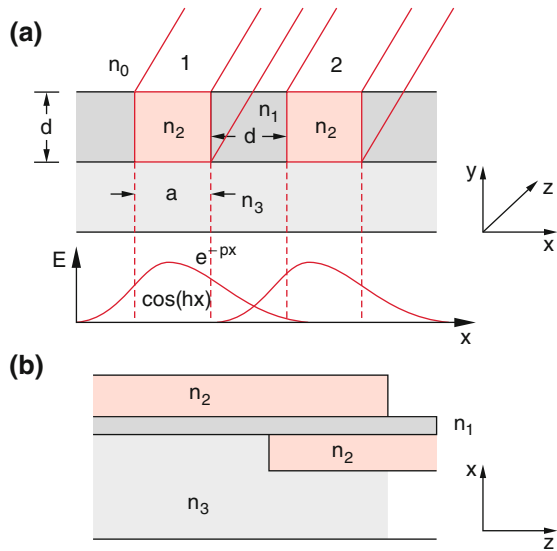 (a)
n₀ 1 2
d n₂ n₁ n₂
d
a n₃
y
z
x
E e⁻ᵖˣ
cos(hx)
x
(b)
n₂
n₁
n₂
n₃
x
z